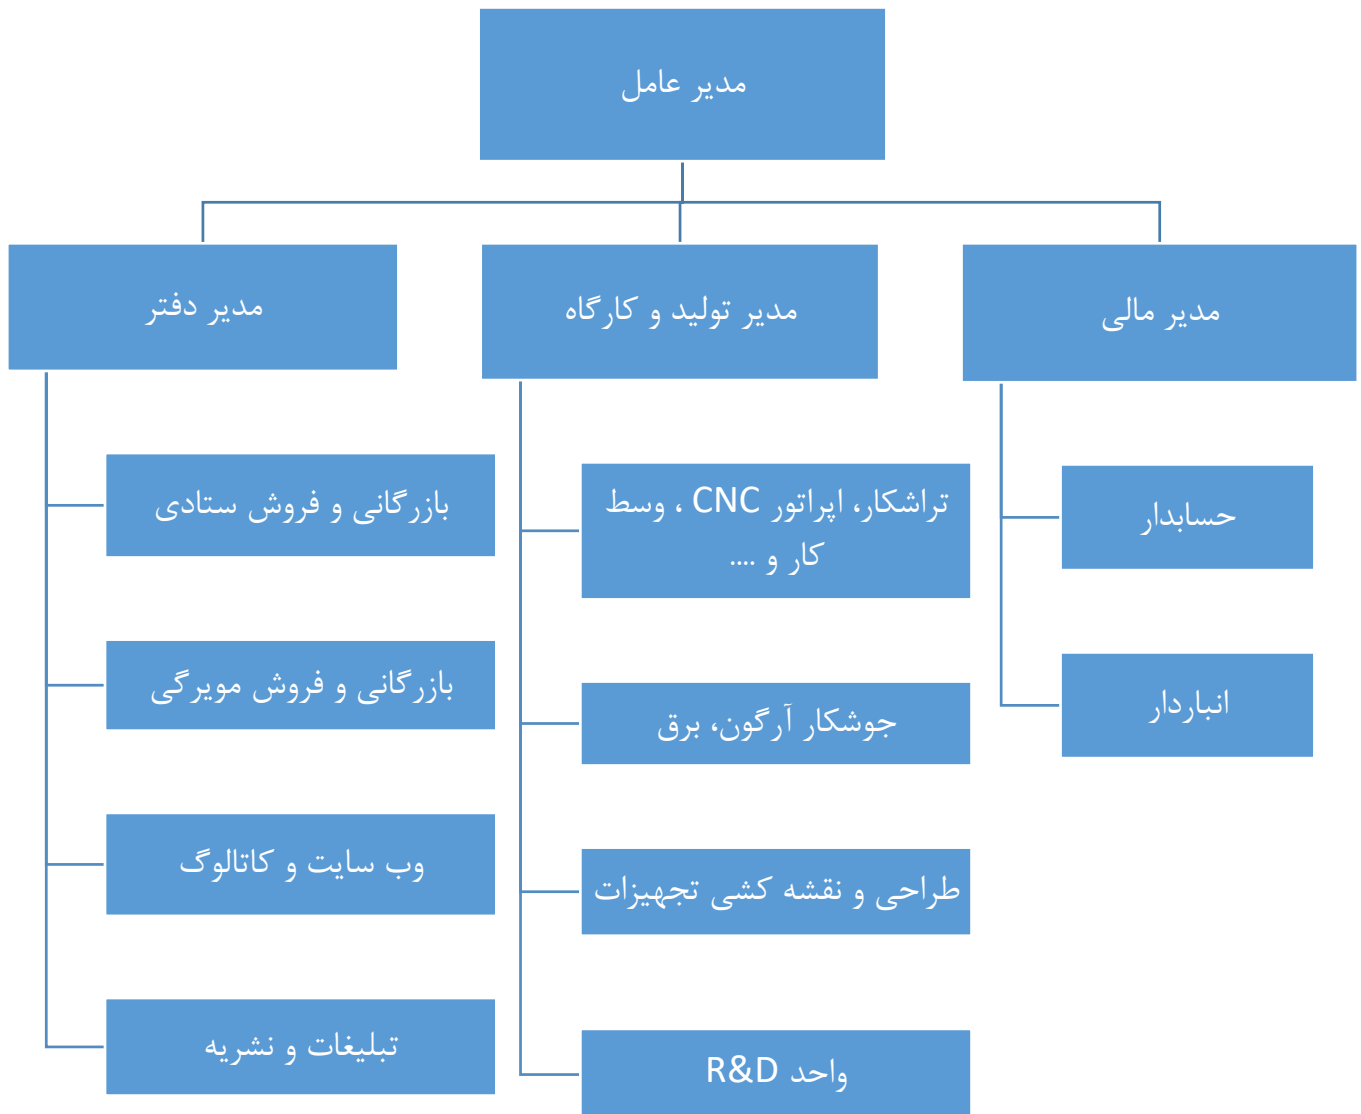 مدیر عامل
مدیر مالی
مدیر تولید و کارگاه
مدیر دفتر
حسابدار
انباردار
تراشکار، اپراتور CNC ، وسط
کار و ....
جوشکار آرگون، برق
طراحی و نقشه کشی تجهیزات
واحد R&D
بازرگانی و فروش ستادی
بازرگانی و فروش مویرگی
وب سایت و کاتالوگ
تبلیغات و نشریه